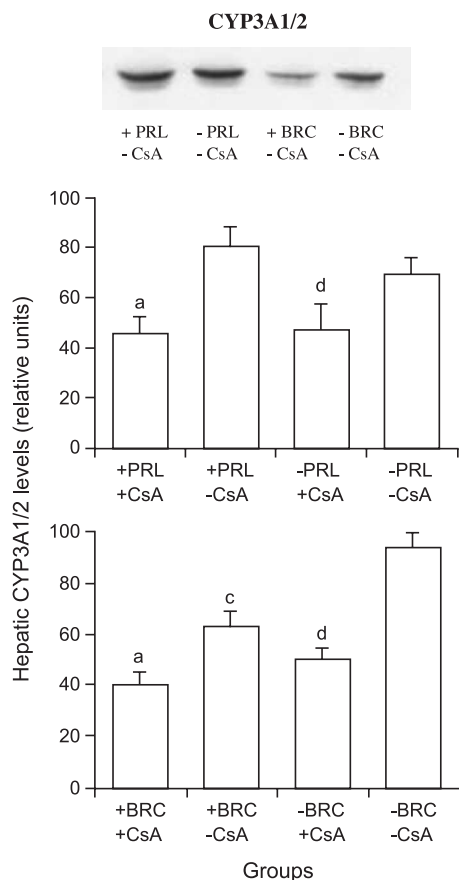 CYP3A1/2
+ PRL - PRL + BRC - BRC
- CsA - CsA - CsA - CsA
Hepatic CYP3A1/2 levels (relative units)
100
80
60
40
20
0
a
d
+PRL +PRL -PRL -PRL
+CsA -CsA +CsA -CsA
100
80
60
40
20
0
a
c
d
+BRC +BRC -BRC -BRC
+CsA -CsA +CsA -CsA
Groups